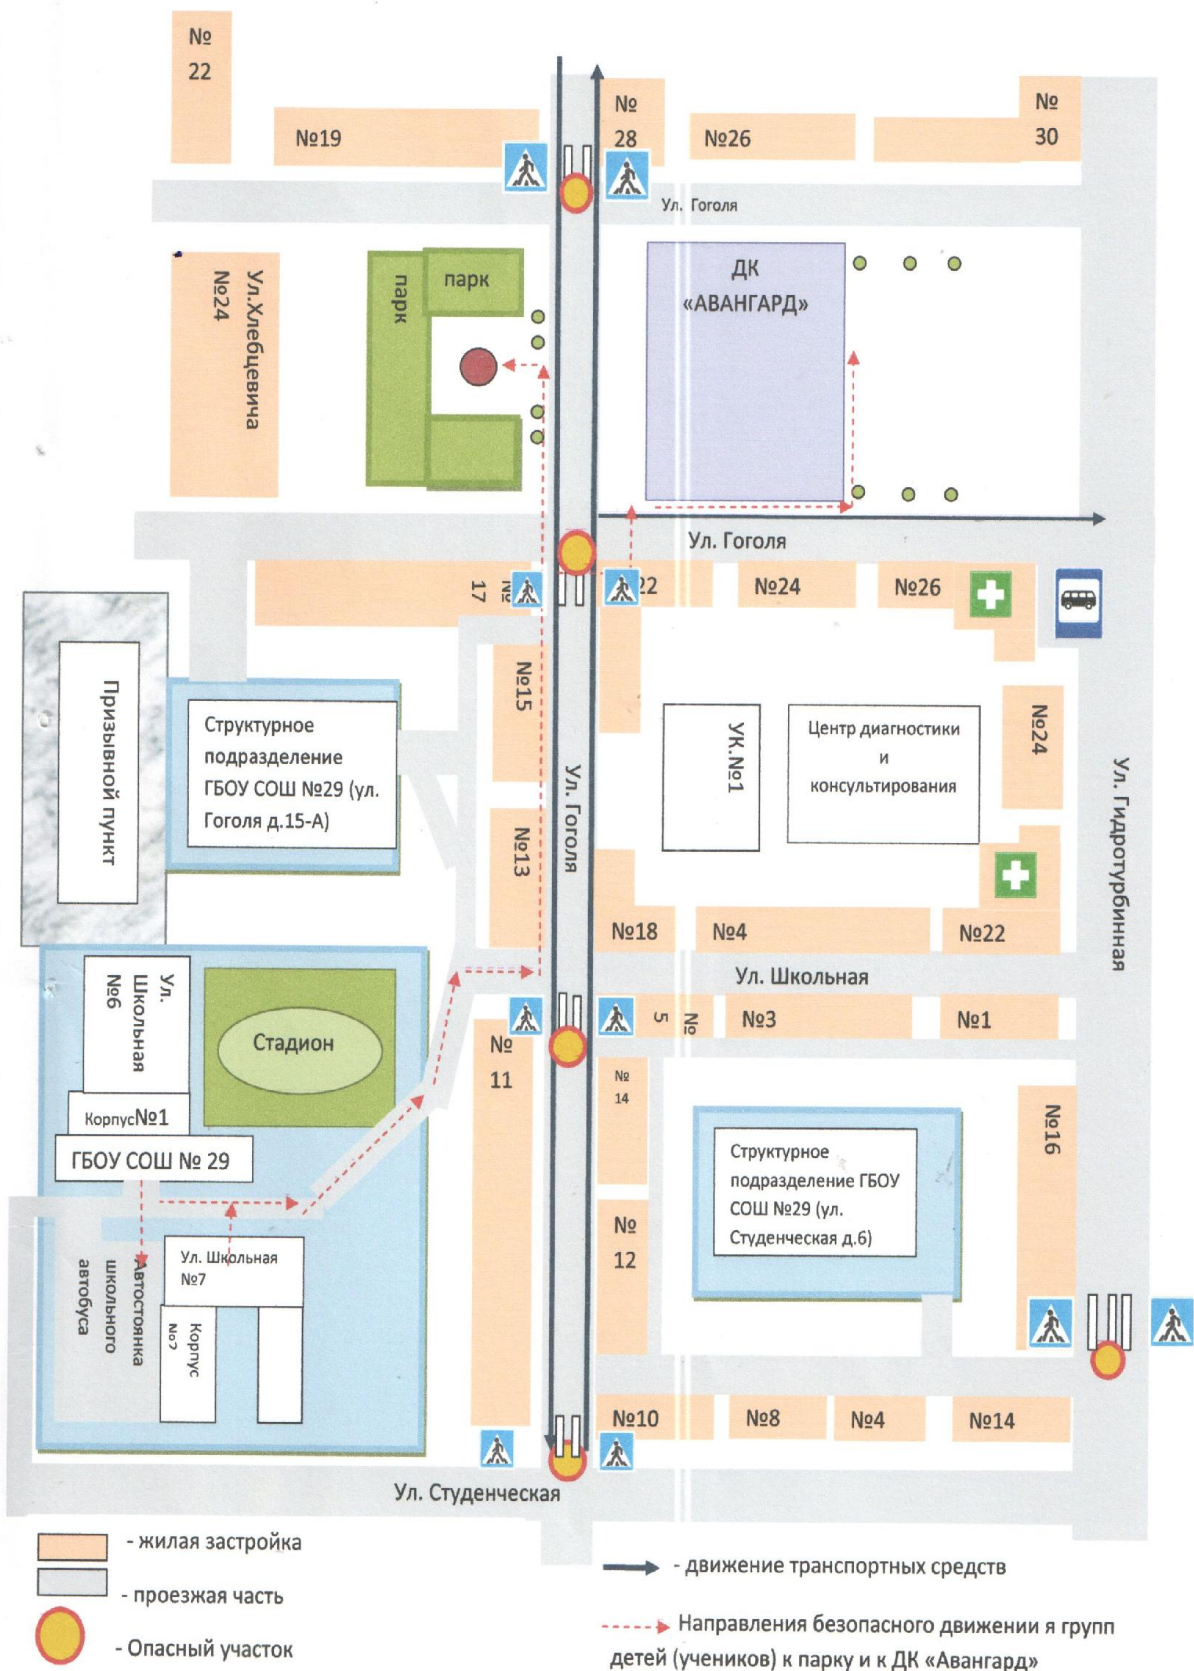 №
22
№19
№
28
№26
№
30
Ул. Гоголя
Ул.Хлебцевича
№24
парк
парк
ДК
«АВАНГАРД»
Ул. Гоголя
№
17
22
№24
№26
Призывной пункт
Структурное
подразделение
ГБОУ СОШ №29 (ул.
Гоголя д.15-А)
№15
№13
Ул. Гоголя
УК.№1
Центр диагностики
и
консультирования
№24
Ул. Гидротурбинная
№18
№4
№22
Ул. Школьная
№
5
№3
№1
Ул.
Школьная
№6
Стадион
Корпус№1
ГБОУ СОШ № 29
№
11
№
14
№
12
Структурное
подразделение ГБОУ
СОШ №29 (ул.
Студенческая д.6)
№16
Ул. Школьная
№7
Корпус
Автостоянка
школьного
автобуса
№10
№8
№4
№14
Ул. Студенческая
- жилая застройка
- проезжая часть
- Опасный участок
- движение транспортных средств
Направления безопасного движении я групп
детей (учеников) к парку и к ДК «Авангард»